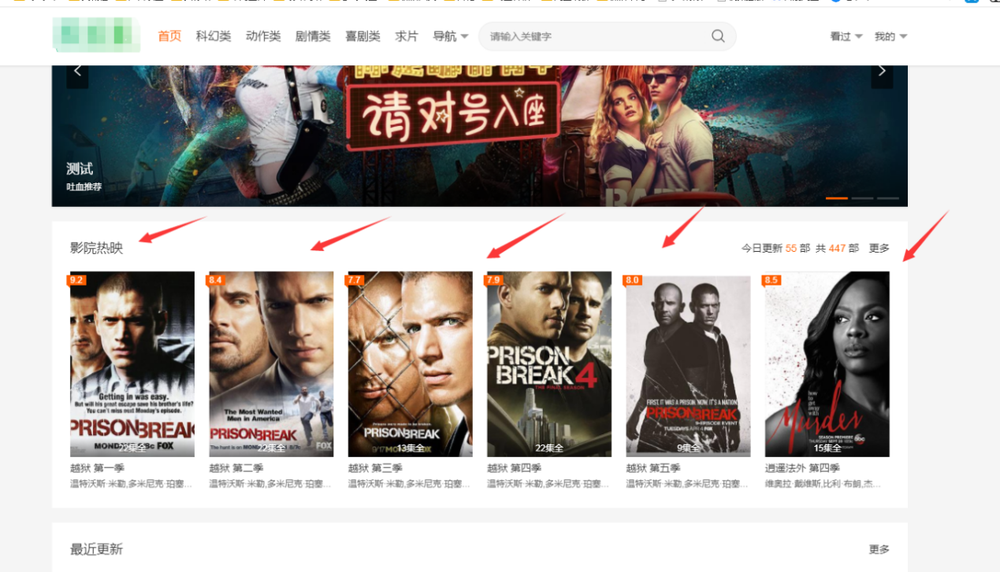 首页 科幻类 动作类 剧情类 喜剧类 求片 导航 请输入关键字 看过 我的
请对号入座
测试
吐血推荐
影院热映 今日更新 55 部 共 447 部 更多
9.2 8.4 7.7 7.9 8.0 8.5
Getting in was easy.
But will his great escape save his brother's life?
You can't miss next Monday's episode.
PRISON BREAK
22集全
The Most Wanted
Men in America
PRISON BREAK
The hunt is on
FOX
22集全
PRISON BREAK
13集全
PRISON
BREAK 4
THE FINAL SEASON
22集全
FIRST, IT WAS A PRISON. NOW, IT'S A NATION.
PRISON BREAK
9-EPISODE EVENT
TUESDAYS APR 4 FOX
9集全
how
to
get
away
with
Murder
SEASON PREMIERE
abc
15集全
越狱 第一季 越狱 第二季 越狱 第三季 越狱 第四季 越狱 第五季 逍遥法外 第四季
温特沃斯·米勒,多米尼克·珀塞... 温特沃斯·米勒,多米尼克·珀塞... 温特沃斯·米勒,多米尼克·珀塞... 温特沃斯·米勒,多米尼克·珀塞... 温特沃斯·米勒,多米尼克·珀塞... 维奥拉·戴维斯,比利·布朗,杰...
最近更新 更多